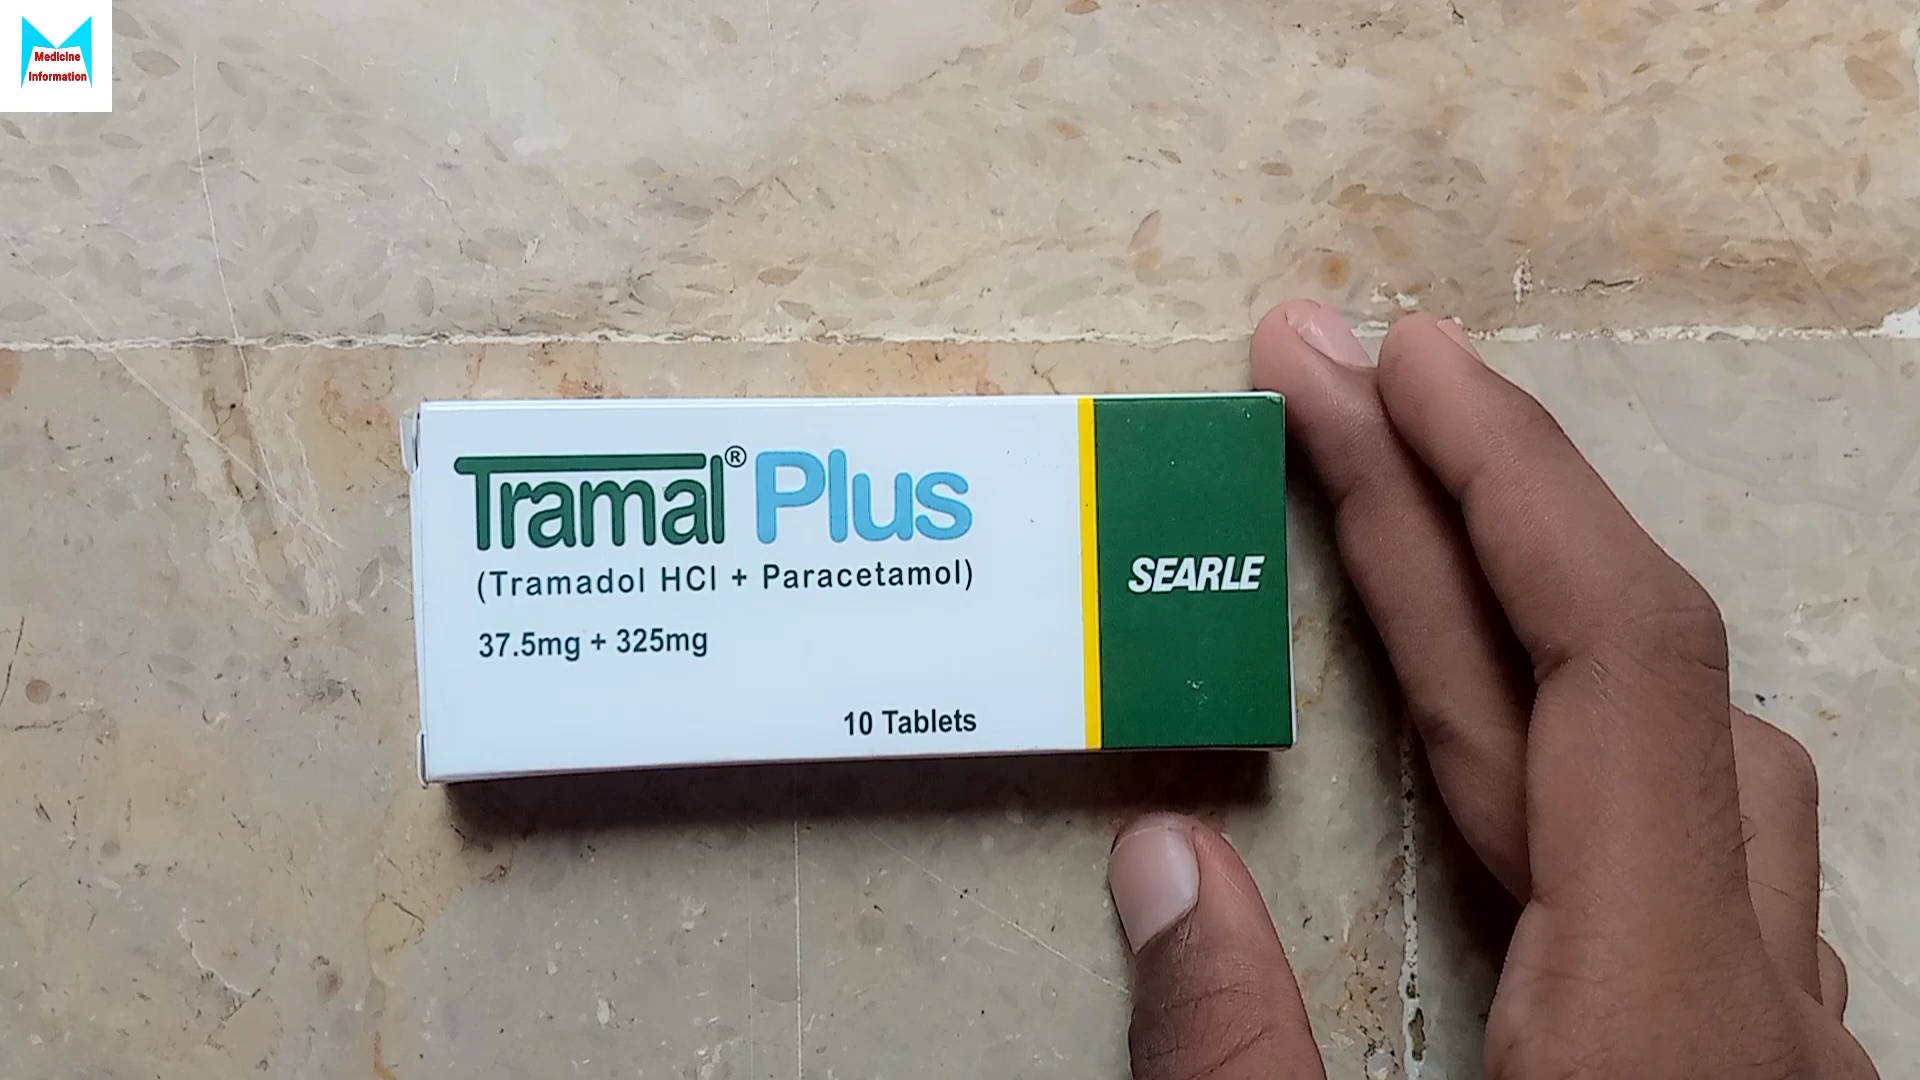 Medicine
Information
Tramal® Plus
(Tramadol HCl + Paracetamol)
37.5mg + 325mg
10 Tablets
SEARLE